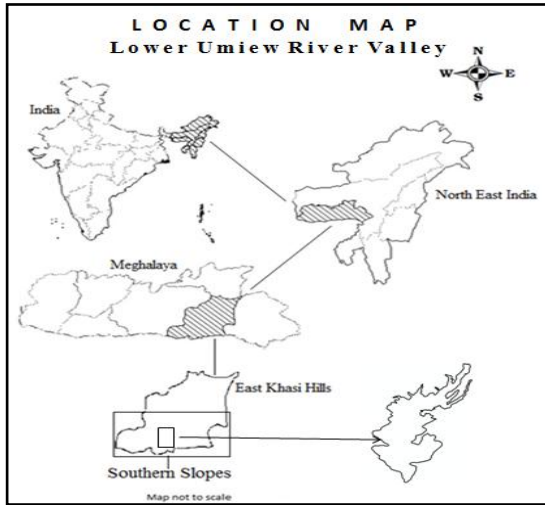 LOCATION MAP
Lower Umiew River Valley
N
W E
S
India
North East India
Meghalaya
East Khasi Hills
Southern Slopes
Map not to scale